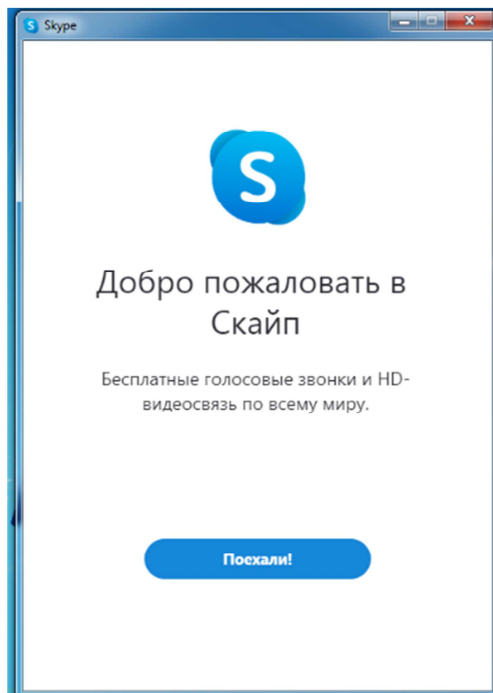 Skype
Добро пожаловать в
Скайп
Бесплатные голосовые звонки и HD-
видеосвязь по всему миру.
Поехали!